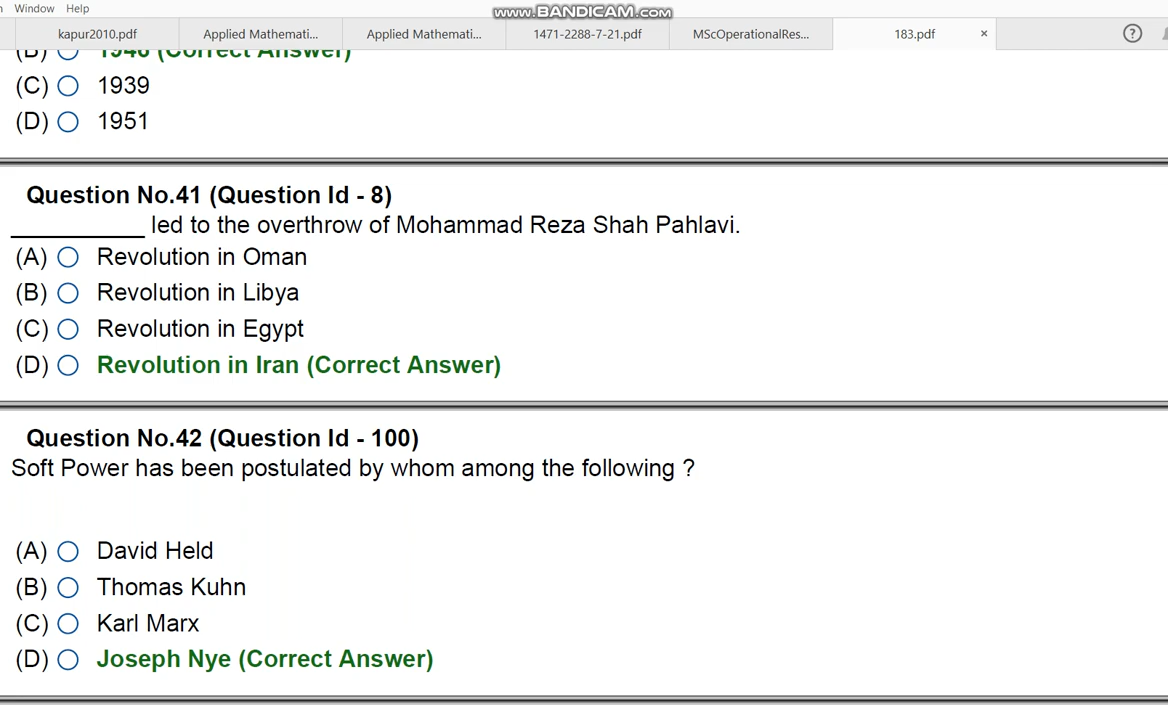 Window Help
www.BANDICAM.com
kapur2010.pdf Applied Mathemati... Applied Mathemati... 1471-2288-7-21.pdf MScOperationalRes... 183.pdf × ?
(Correct Answer)
(C) 1939
(D) 1951
Question No.41 (Question Id - 8)
__________ led to the overthrow of Mohammad Reza Shah Pahlavi.
(A) Revolution in Oman
(B) Revolution in Libya
(C) Revolution in Egypt
(D) Revolution in Iran (Correct Answer)
Question No.42 (Question Id - 100)
Soft Power has been postulated by whom among the following ?
(A) David Held
(B) Thomas Kuhn
(C) Karl Marx
(D) Joseph Nye (Correct Answer)